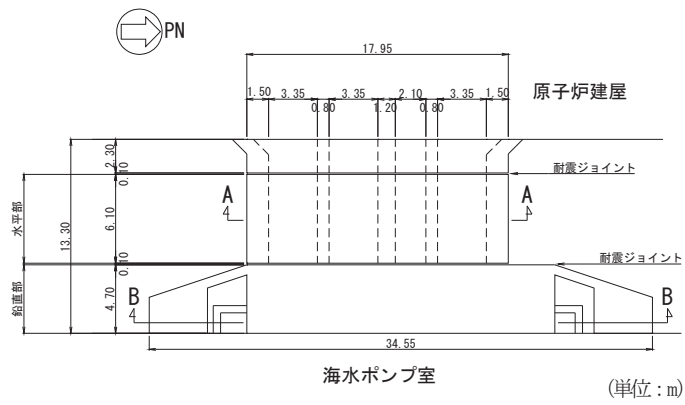 PN
17.95
1.50 3.35 3.35 2.10 3.35 1.50
0.80 1.20 0.80
原子炉建屋
2.30
0.10
耐震ジョイント
A A
水平部
13.30
6.10
0.10
耐震ジョイント
鉛直部
4.70
B B
34.55
海水ポンプ室
(単位:m)